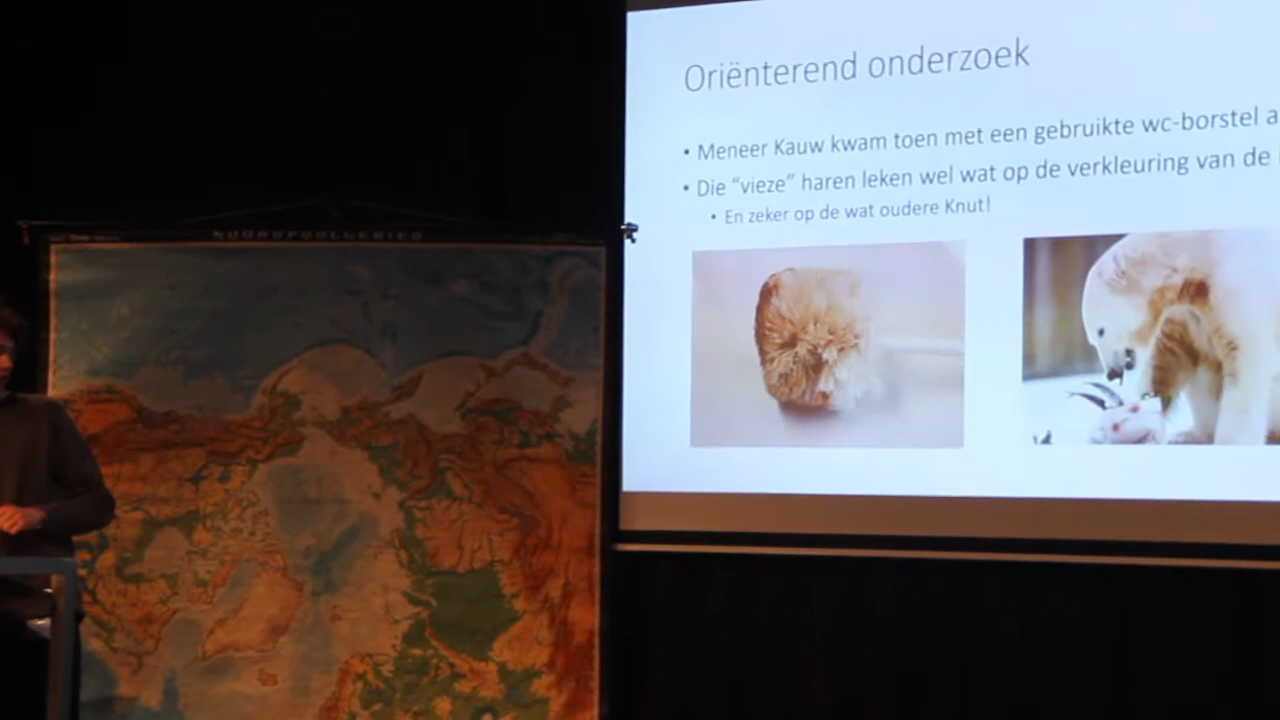 NOORDPOOLGEBIED
Oriënterend onderzoek
• Meneer Kauw kwam toen met een gebruikte wc-borstel a
• Die “vieze” haren leken wel wat op de verkleuring van de
• En zeker op de wat oudere Knut!